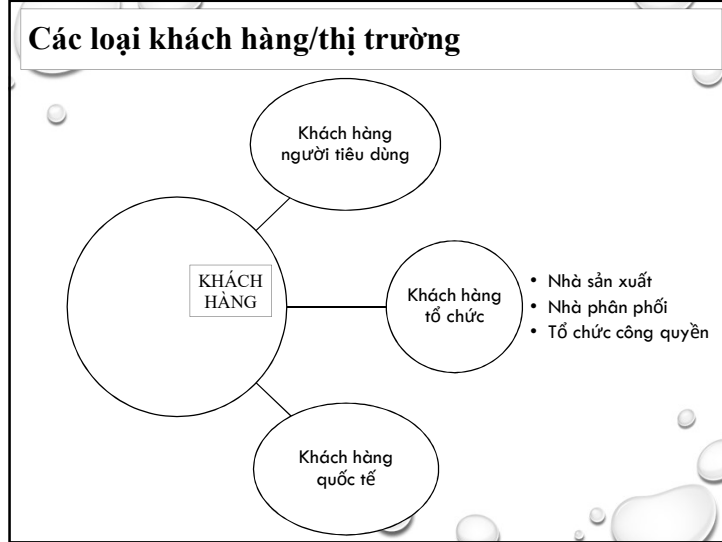 Các loại khách hàng/thị trường
Khách hàng
người tiêu dùng
KHÁCH
HÀNG
Khách hàng
tổ chức
• Nhà sản xuất
• Nhà phân phối
• Tổ chức công quyền
Khách hàng
quốc tế